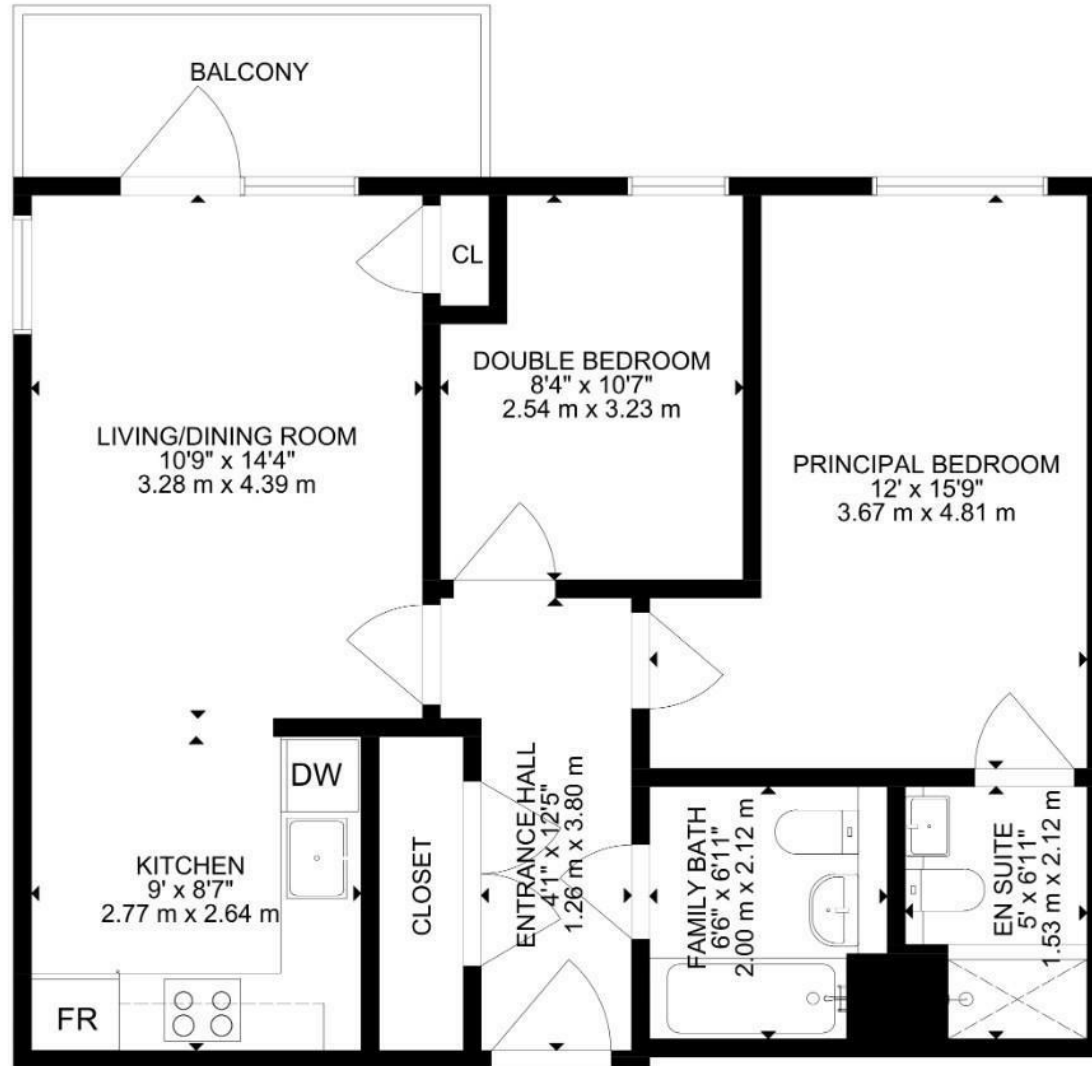 BALCONY
CL
DOUBLE BEDROOM
8'4" x 10'7"
2.54 m x 3.23 m
LIVING/DINING ROOM
10'9" x 14'4"
3.28 m x 4.39 m
PRINCIPAL BEDROOM
12' x 15'9"
3.67 m x 4.81 m
DW
KITCHEN
9' x 8'7"
2.77 m x 2.64 m
FR
CLOSET
ENTRANCE HALL
4'1" x 12'5"
1.26 m x 3.80 m
FAMILY BATH
6'6" x 6'11"
2.00 m x 2.12 m
EN SUITE
5' x 6'11"
1.53 m x 2.12 m